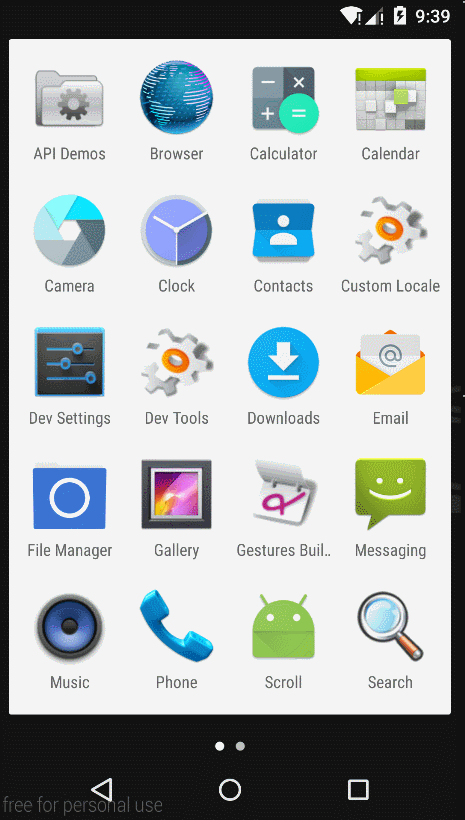 9:39
API Demos
Browser
Calculator
Calendar
Camera
Clock
Contacts
Custom Locale
Dev Settings
Dev Tools
Downloads
Email
File Manager
Gallery
Gestures Buil..
Messaging
Music
Phone
Scroll
Search
free for personal use